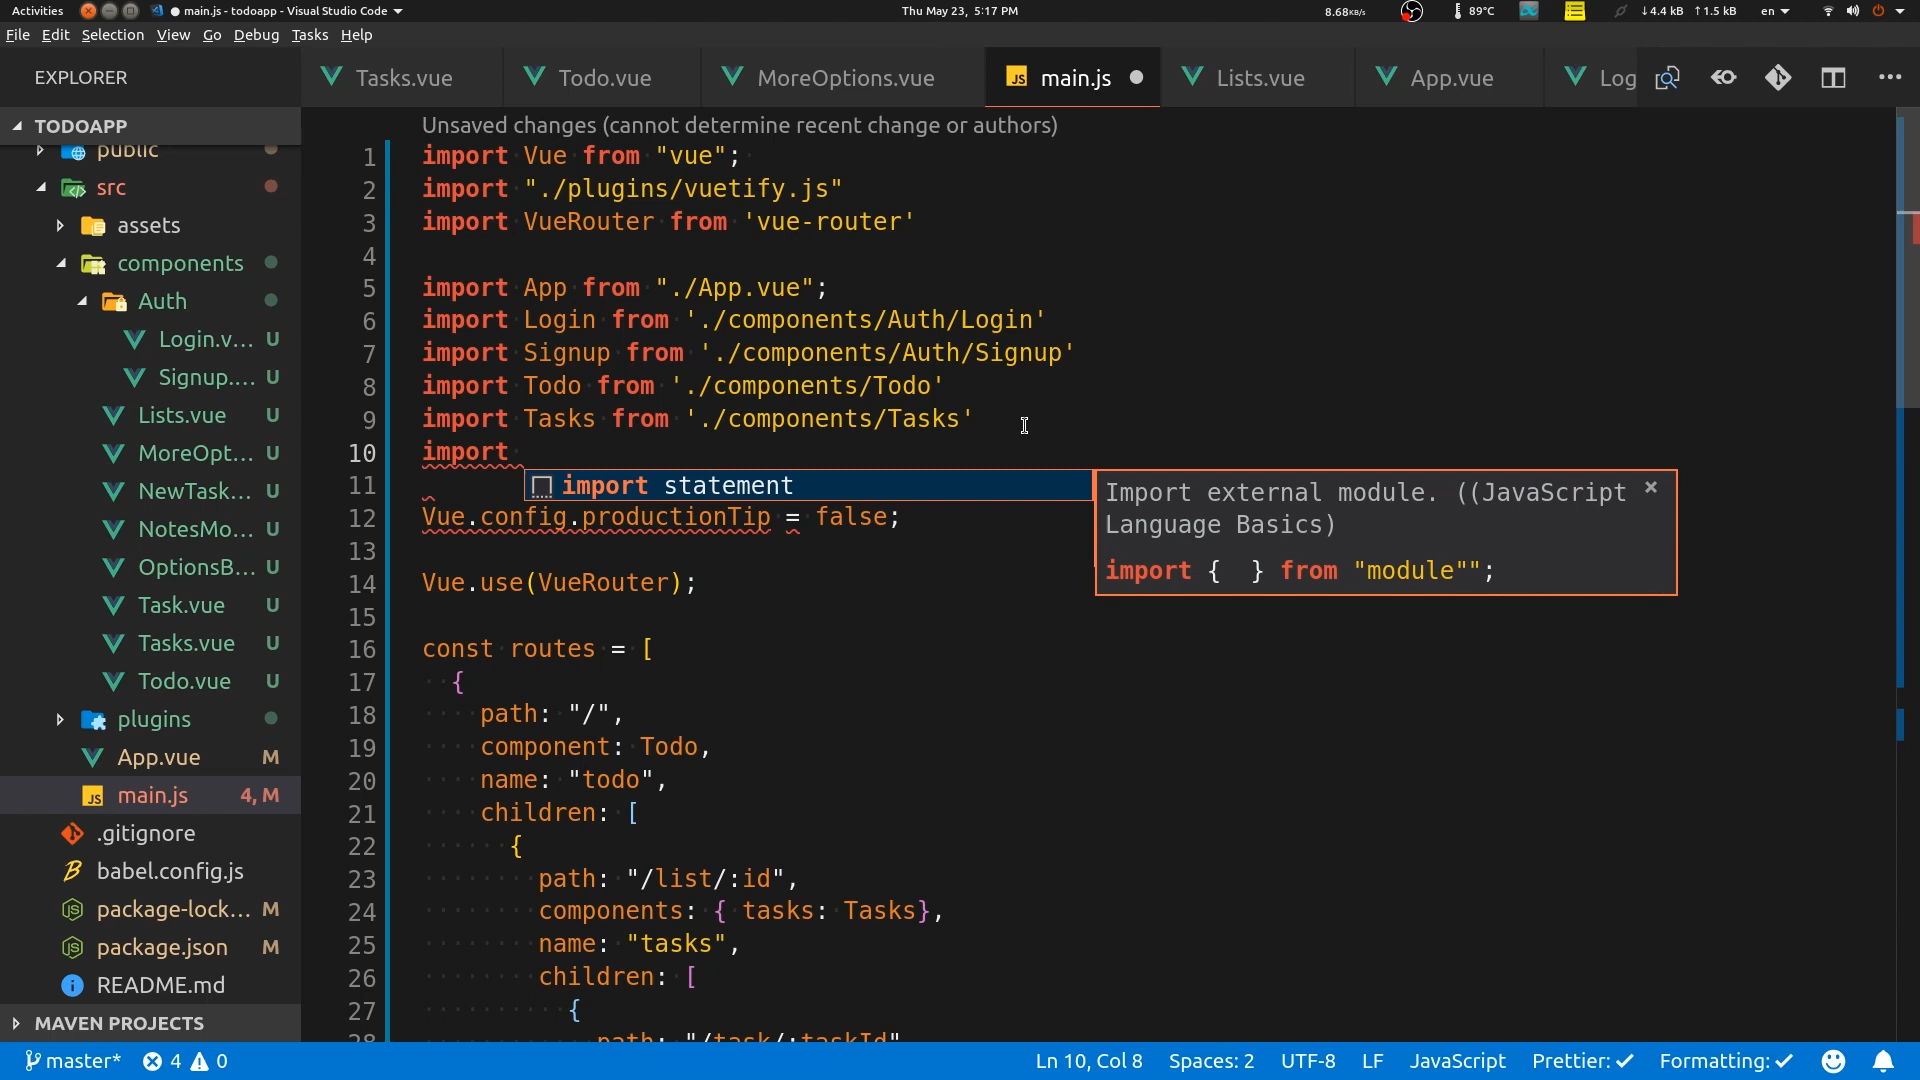 Activities main.js - todoapp - Visual Studio Code Thu May 23, 5:17 PM 8.68KB/s 89°C ↓4.4 kB ↑1.5 kB en
File Edit Selection View Go Debug Tasks Help
EXPLORER
Tasks.vue Todo.vue MoreOptions.vue JS main.js Lists.vue App.vue Log
TODOAPP
public
src
assets
components
Auth
Login.v... U
Signup.... U
Lists.vue U
MoreOpt... U
NewTask... U
NotesMo... U
OptionsB... U
Task.vue U
Tasks.vue U
Todo.vue U
plugins
App.vue M
JS main.js 4, M
.gitignore
babel.config.js
package-lock... M
package.json M
README.md
MAVEN PROJECTS
Unsaved changes (cannot determine recent change or authors)
1 import Vue from "vue";
2 import "./plugins/vuetify.js"
3 import VueRouter from 'vue-router'
4
5 import App from "./App.vue";
6 import Login from './components/Auth/Login'
7 import Signup from './components/Auth/Signup'
8 import Todo from './components/Todo'
9 import Tasks from './components/Tasks'
10 import
11
12 Vue.config.productionTip = false;
13
14 Vue.use(VueRouter);
15
16 const routes = [
17 {
18 path: "/",
19 component: Todo,
20 name: "todo",
21 children: [
22 {
23 path: "/list/:id",
24 components: { tasks: Tasks},
25 name: "tasks",
26 children: [
27 {
28 path: "/task/:taskId"
import statement
Import external module. ((JavaScript
Language Basics)
import { } from "module"";
master* 4 0 Ln 10, Col 8 Spaces: 2 UTF-8 LF JavaScript Prettier: ✓ Formatting: ✓